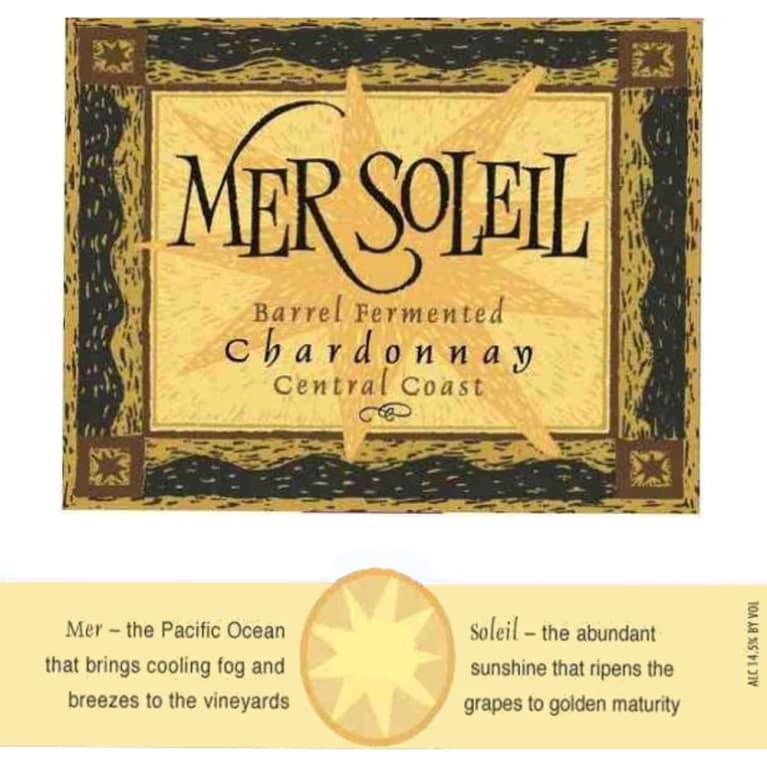 MER SOLEIL
Barrel Fermented
Chardonnay
Central Coast
Mer – the Pacific Ocean
that brings cooling fog and
breezes to the vineyards
Soleil – the abundant
sunshine that ripens the
grapes to golden maturity
ALC 14.5% BY VOL